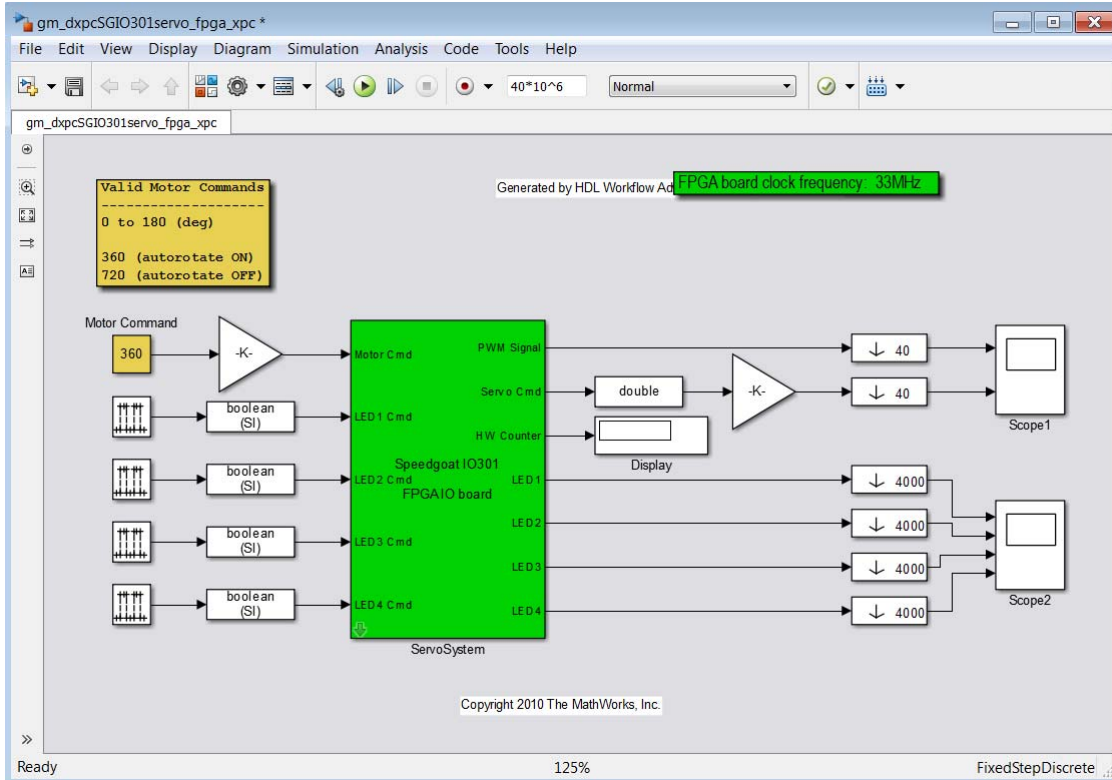 gm_dxpcSGIO301servo_fpga_xpc *
File Edit View Display Diagram Simulation Analysis Code Tools Help
40*10^6 Normal
gm_dxpcSGIO301servo_fpga_xpc
Valid Motor Commands
---------------------
0 to 180 (deg)
360 (autorotate ON)
720 (autorotate OFF)
Generated by HDL Workflow Ad
FPGA board clock frequency: 33MHz
Motor Command
360
-K-
boolean
(SI)
boolean
(SI)
boolean
(SI)
boolean
(SI)
Motor Cmd
LED1 Cmd
LED2 Cmd
LED3 Cmd
LED4 Cmd
Speedgoat IO301
FPGA IO board
PWM Signal
Servo Cmd
HW Counter
LED1
LED2
LED3
LED4
ServoSystem
double
-K-
Display
40
40
Scope1
4000
4000
4000
4000
Scope2
Copyright 2010 The MathWorks, Inc.
Ready 125% FixedStepDiscrete